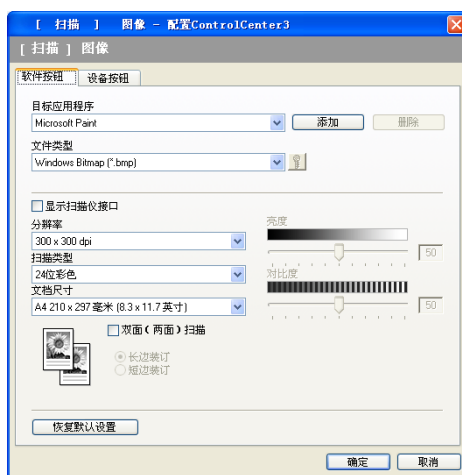 [ 扫描 ] 图像 - 配置ControlCenter3
[ 扫描 ] 图像
软件按钮 设备按钮
目标应用程序
Microsoft Paint 添加 删除
文件类型
Windows Bitmap (*.bmp)
显示扫描仪接口
分辨率 亮度
300 x 300 dpi 50
扫描类型
24位彩色 对比度
文档尺寸
A4 210 x 297 毫米 (8.3 x 11.7 英寸) 50
双面(两面)扫描
长边装订
短边装订
恢复默认设置
确定 取消